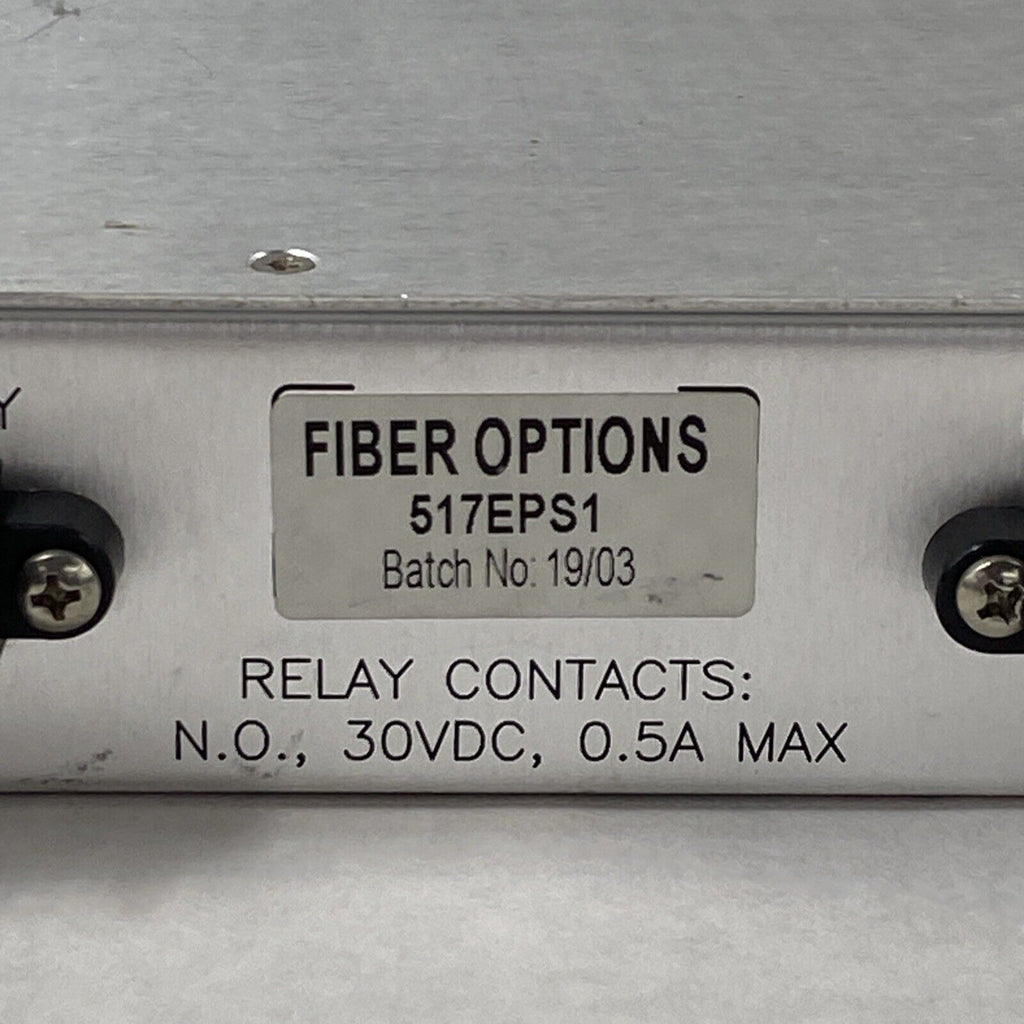 Y
FIBER OPTIONS
517EPS1
Batch No: 19/03
RELAY CONTACTS:
N.O., 30VDC, 0.5A MAX